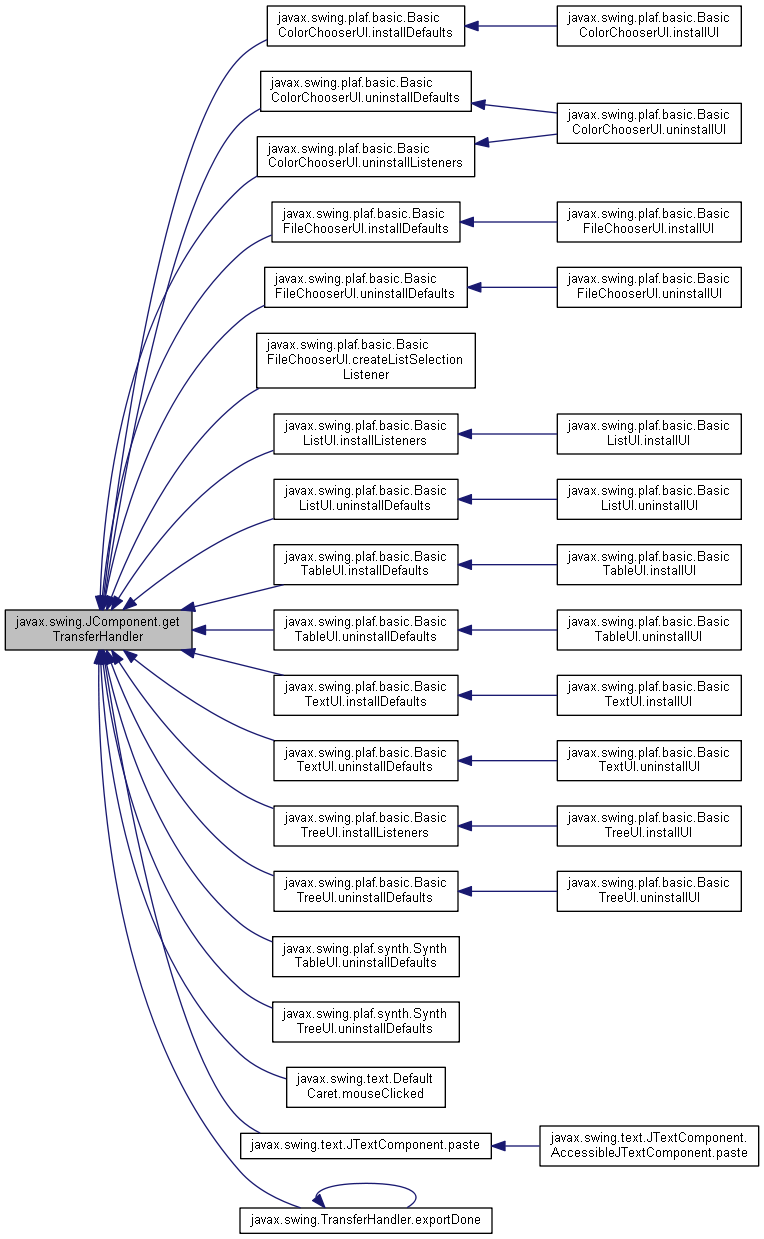 javax.swing.plaf.basic.Basic
ColorChooserUI.installDefaults
javax.swing.plaf.basic.Basic
ColorChooserUI.installUI
javax.swing.plaf.basic.Basic
ColorChooserUI.uninstallDefaults
javax.swing.plaf.basic.Basic
ColorChooserUI.uninstallUI
javax.swing.plaf.basic.Basic
ColorChooserUI.uninstallListeners
javax.swing.plaf.basic.Basic
FileChooserUI.installDefaults
javax.swing.plaf.basic.Basic
FileChooserUI.installUI
javax.swing.plaf.basic.Basic
FileChooserUI.uninstallDefaults
javax.swing.plaf.basic.Basic
FileChooserUI.uninstallUI
javax.swing.plaf.basic.Basic
FileChooserUI.createListSelection
Listener
javax.swing.plaf.basic.Basic
ListUI.installListeners
javax.swing.plaf.basic.Basic
ListUI.installUI
javax.swing.plaf.basic.Basic
ListUI.uninstallDefaults
javax.swing.plaf.basic.Basic
ListUI.uninstallUI
javax.swing.plaf.basic.Basic
TableUI.installDefaults
javax.swing.plaf.basic.Basic
TableUI.installUI
javax.swing.JComponent.get
TransferHandler
javax.swing.plaf.basic.Basic
TableUI.uninstallDefaults
javax.swing.plaf.basic.Basic
TableUI.uninstallUI
javax.swing.plaf.basic.Basic
TextUI.installDefaults
javax.swing.plaf.basic.Basic
TextUI.installUI
javax.swing.plaf.basic.Basic
TextUI.uninstallDefaults
javax.swing.plaf.basic.Basic
TextUI.uninstallUI
javax.swing.plaf.basic.Basic
TreeUI.installListeners
javax.swing.plaf.basic.Basic
TreeUI.installUI
javax.swing.plaf.basic.Basic
TreeUI.uninstallDefaults
javax.swing.plaf.basic.Basic
TreeUI.uninstallUI
javax.swing.plaf.synth.Synth
TableUI.uninstallDefaults
javax.swing.plaf.synth.Synth
TreeUI.uninstallDefaults
javax.swing.text.Default
Caret.mouseClicked
javax.swing.text.JTextComponent.paste
javax.swing.text.JTextComponent.
AccessibleJTextComponent.paste
javax.swing.TransferHandler.exportDone